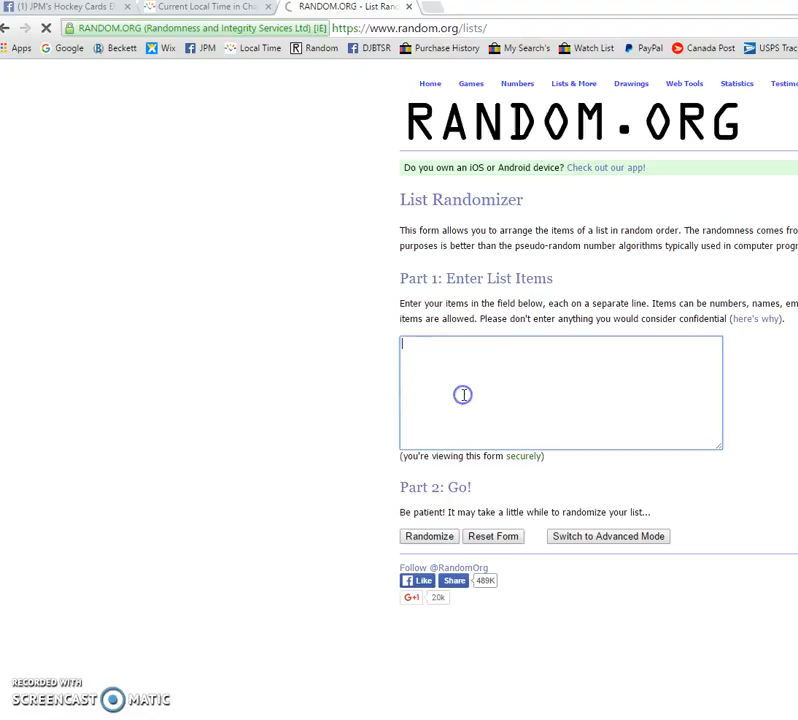 (1) JPM's Hockey Cards E
Current Local Time in Cha
RANDOM.ORG - List Ran
RANDOM.ORG (Randomness and Integrity Services Ltd) [IE] https://www.random.org/lists/
Apps Google Beckett Wix JPM Local Time Random DJBTSR Purchase History My Search's Watch List PayPal Canada Post USPS Trac
Home Games Numbers Lists & More Drawings Web Tools Statistics Testimo
RANDOM.ORG
Do you own an iOS or Android device? Check out our app!
List Randomizer
This form allows you to arrange the items of a list in random order. The randomness comes fro
purposes is better than the pseudo-random number algorithms typically used in computer progr
Part 1: Enter List Items
Enter your items in the field below, each on a separate line. Items can be numbers, names, em
items are allowed. Please don't enter anything you would consider confidential (here's why).
(you're viewing this form securely)
Part 2: Go!
Be patient! It may take a little while to randomize your list...
Randomize Reset Form Switch to Advanced Mode
Follow @RandomOrg
Like Share 489K
G+1 20k
RECORDED WITH
SCREENCAST MATIC